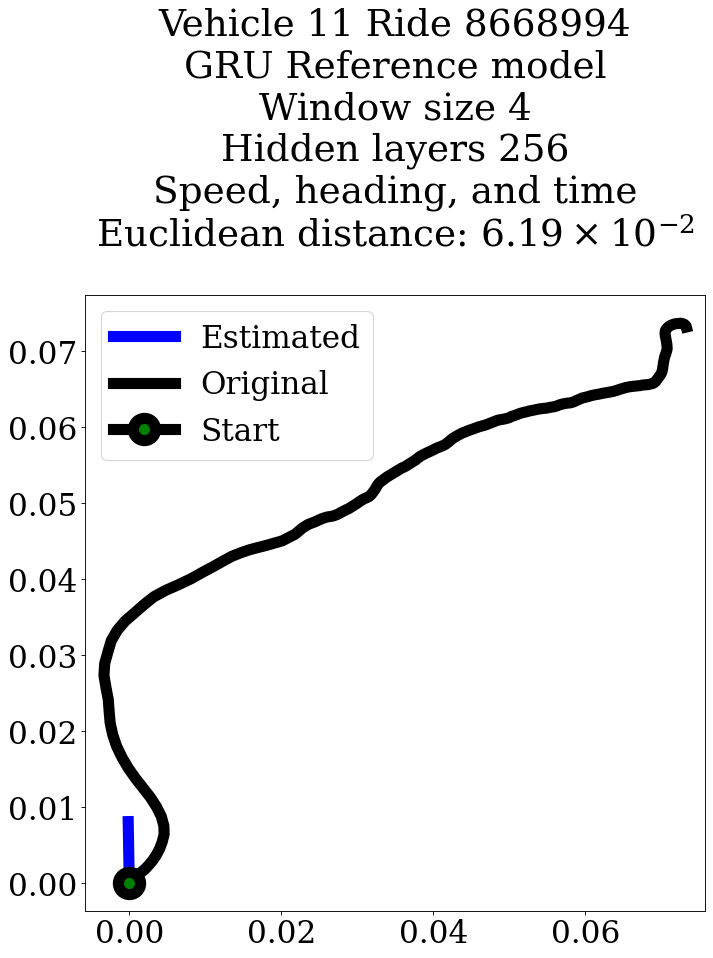 Vehicle 11 Ride 8668994
GRU Reference model
Window size 4
Hidden layers 256
Speed, heading, and time
Euclidean distance: 6.19 × 10⁻²
Estimated
Original
Start
0.07
0.06
0.05
0.04
0.03
0.02
0.01
0.00
0.00 0.02 0.04 0.06